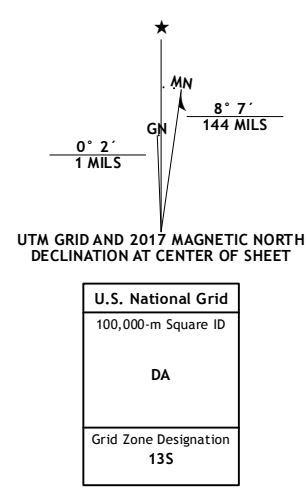 MN
8° 7´
144 MILS
GN
0° 2´
1 MILS
UTM GRID AND 2017 MAGNETIC NORTH
DECLINATION AT CENTER OF SHEET
U.S. National Grid
100,000-m Square ID
DA
Grid Zone Designation
13S